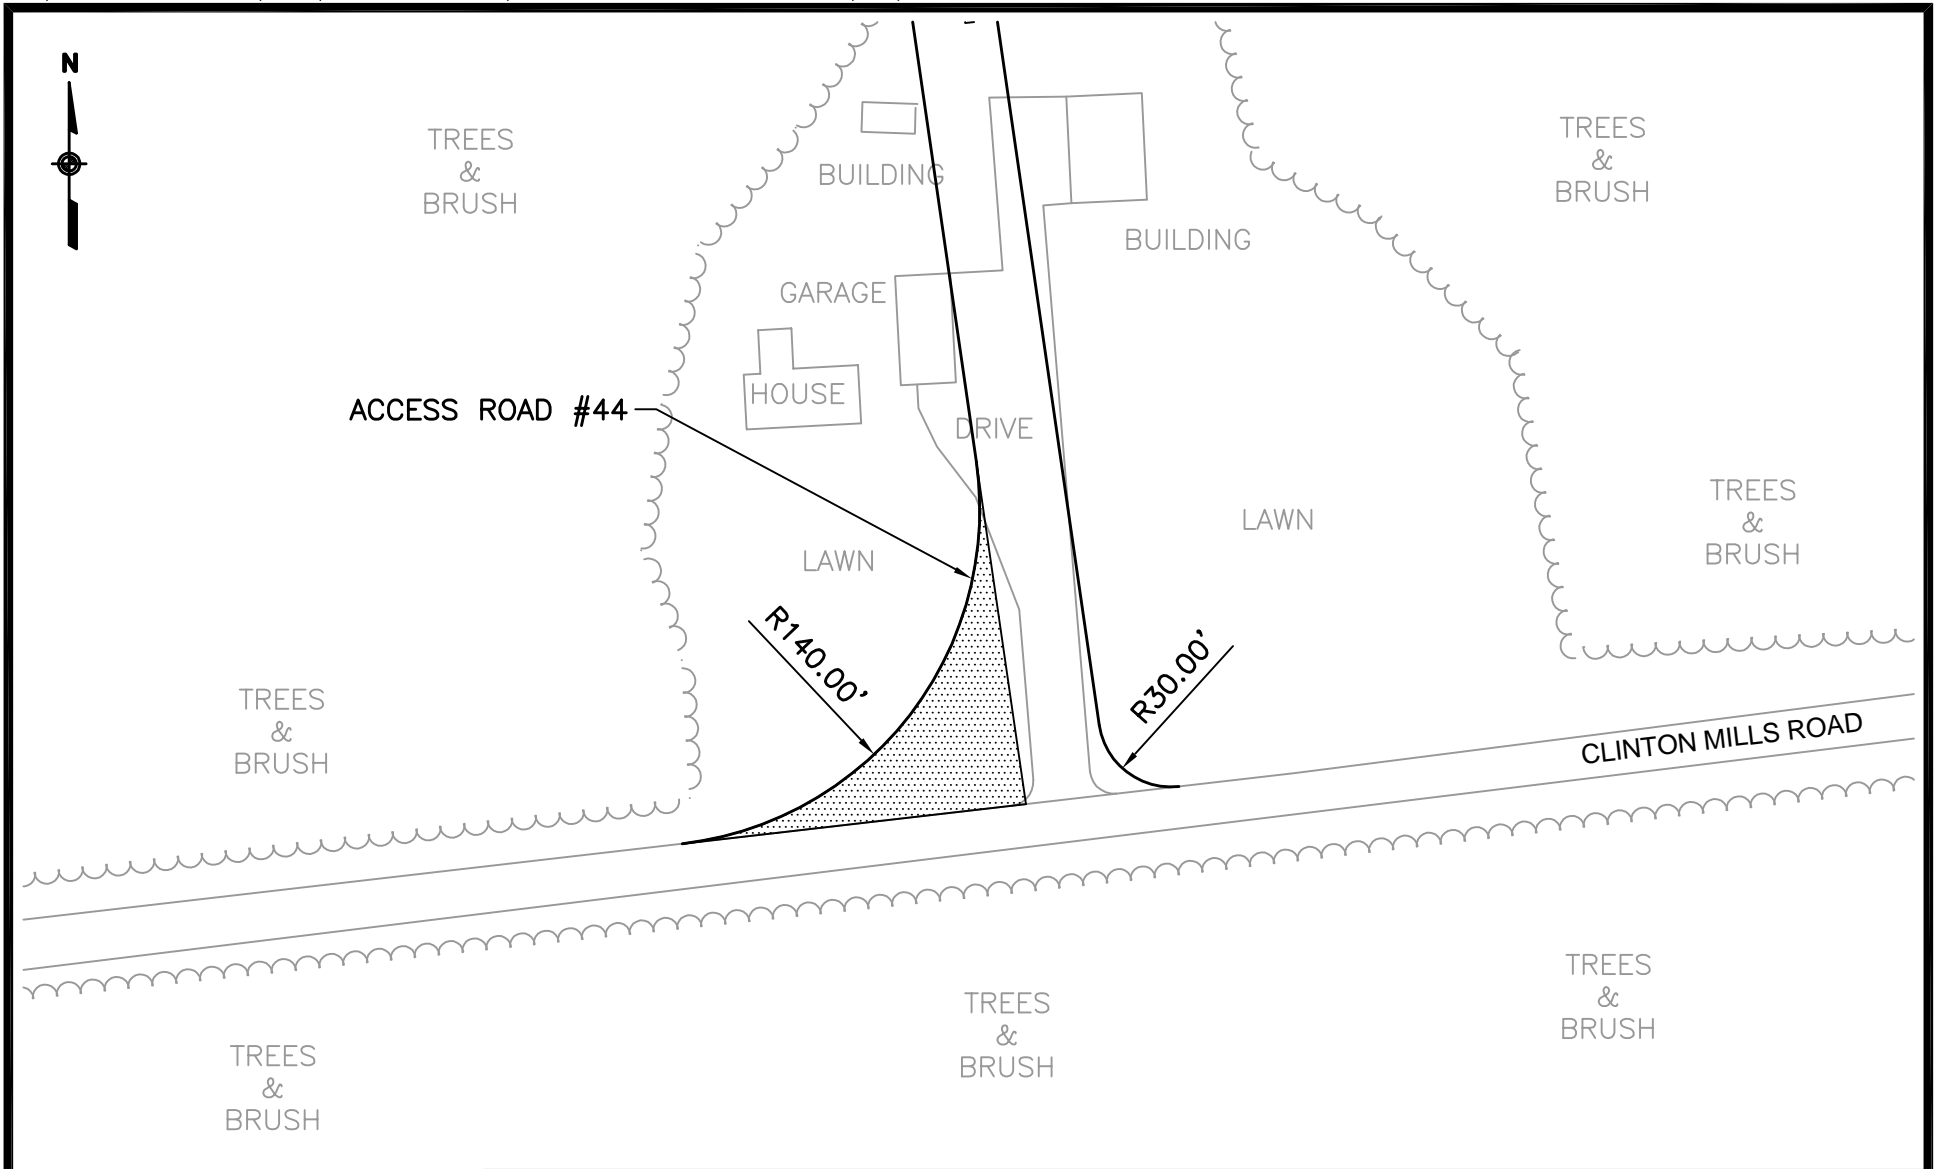 N
TREES
&
BRUSH
BUILDING
TREES
&
BRUSH
BUILDING
GARAGE
HOUSE
ACCESS ROAD #44
DRIVE
TREES
&
BRUSH
LAWN
LAWN
R140.00'
R30.00'
TREES
&
BRUSH
CLINTON MILLS ROAD
TREES
&
BRUSH
TREES
&
BRUSH
TREES
&
BRUSH